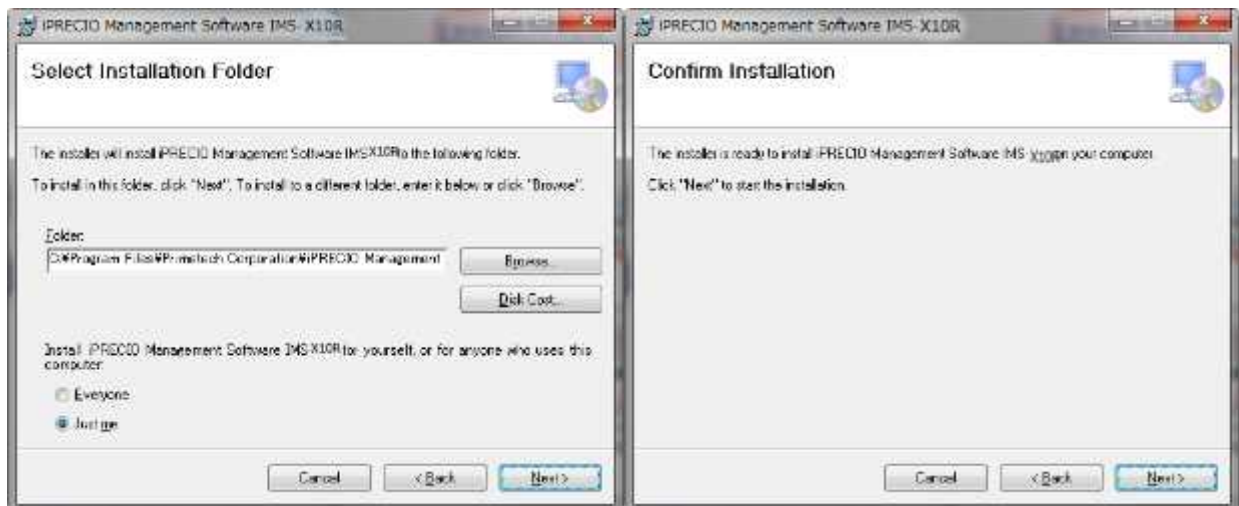 iPRECIO Management Software IMS-X10R
Select Installation Folder
The installer will install iPRECIO Management Software IMS X10R to the following folder.
To install in this folder, click "Next". To install to a different folder, enter it below or click "Browse".
Folder:
C:¥Program Files¥Primetech Corporation¥iPRECIO Management
Browse...
Disk Cost...
Install iPRECIO Management Software IMS-X10R for yourself, or for anyone who uses this
computer:
Everyone
Just me
Cancel
< Back
Next >
iPRECIO Management Software IMS-X10R
Confirm Installation
The installer is ready to install iPRECIO Management Software IMS X10R on your computer.
Click "Next" to start the installation.
Cancel
< Back
Next >